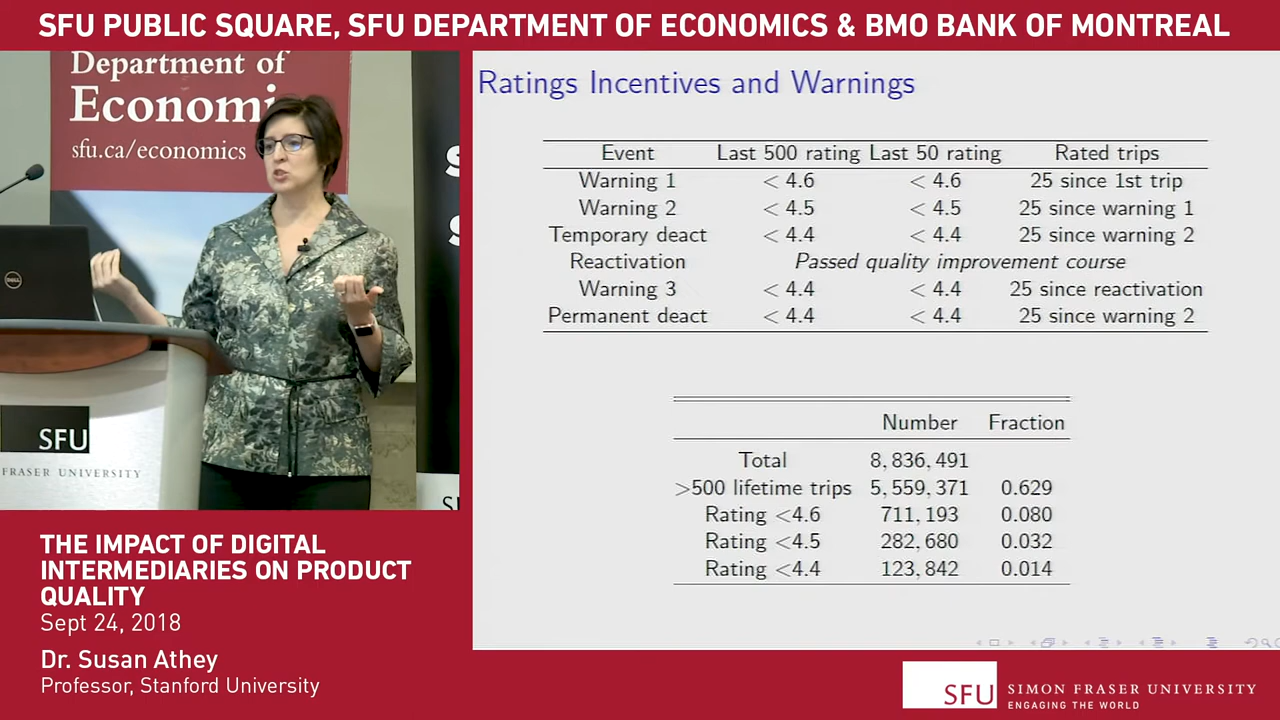 SFU PUBLIC SQUARE, SFU DEPARTMENT OF ECONOMICS & BMO BANK OF MONTREAL
Department of
Economi
sfu.ca/economics
DELL
SFU
FRASER UNIVERSITY
Ratings Incentives and Warnings
Event Last 500 rating Last 50 rating Rated trips
Warning 1 < 4.6 < 4.6 25 since 1st trip
Warning 2 < 4.5 < 4.5 25 since warning 1
Temporary deact < 4.4 < 4.4 25 since warning 2
Reactivation Passed quality improvement course
Warning 3 < 4.4 < 4.4 25 since reactivation
Permanent deact < 4.4 < 4.4 25 since warning 2
Number Fraction
Total 8,836,491
>500 lifetime trips 5,559,371 0.629
Rating <4.6 711,193 0.080
Rating <4.5 282,680 0.032
Rating <4.4 123,842 0.014
THE IMPACT OF DIGITAL
INTERMEDIARIES ON PRODUCT
QUALITY
Sept 24, 2018
Dr. Susan Athey
Professor, Stanford University
SFU SIMON FRASER UNIVERSITY
ENGAGING THE WORLD